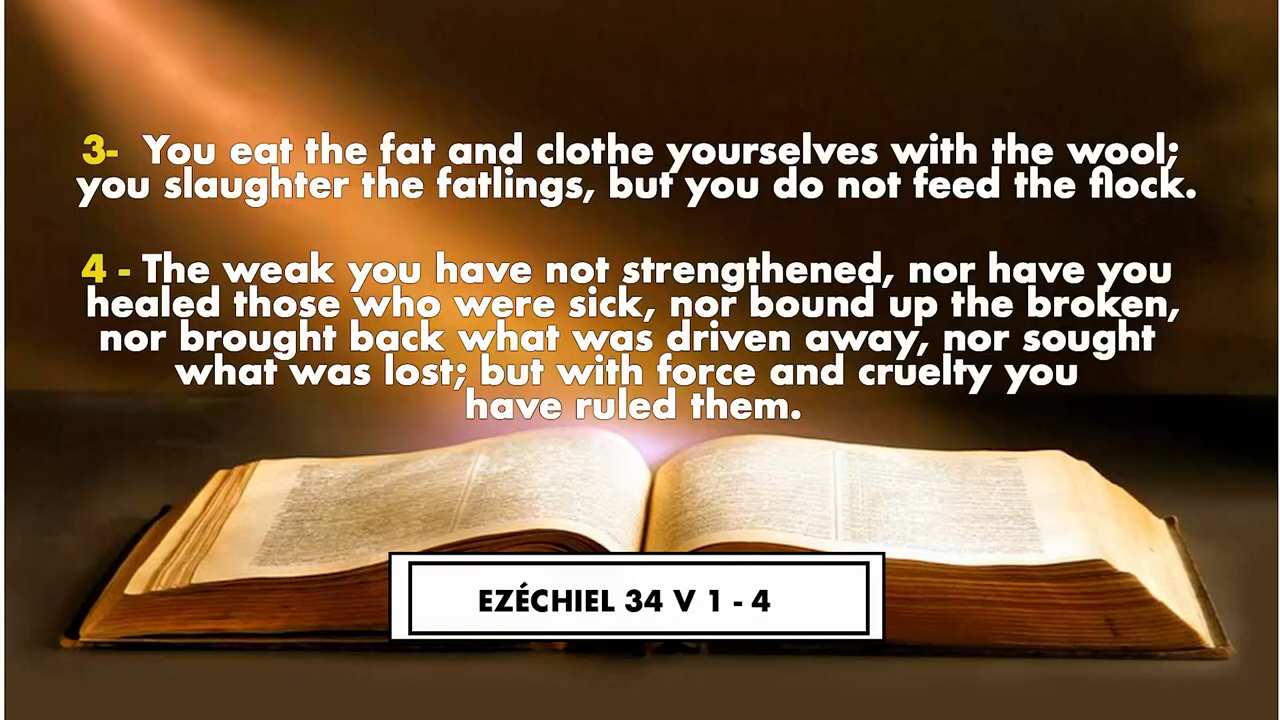 3- You eat the fat and clothe yourselves with the wool;
you slaughter the fatlings, but you do not feed the flock.
4 - The weak you have not strengthened, nor have you
healed those who were sick, nor bound up the broken,
nor brought back what was driven away, nor sought
what was lost; but with force and cruelty you
have ruled them.
EZÉCHIEL 34 V 1 - 4